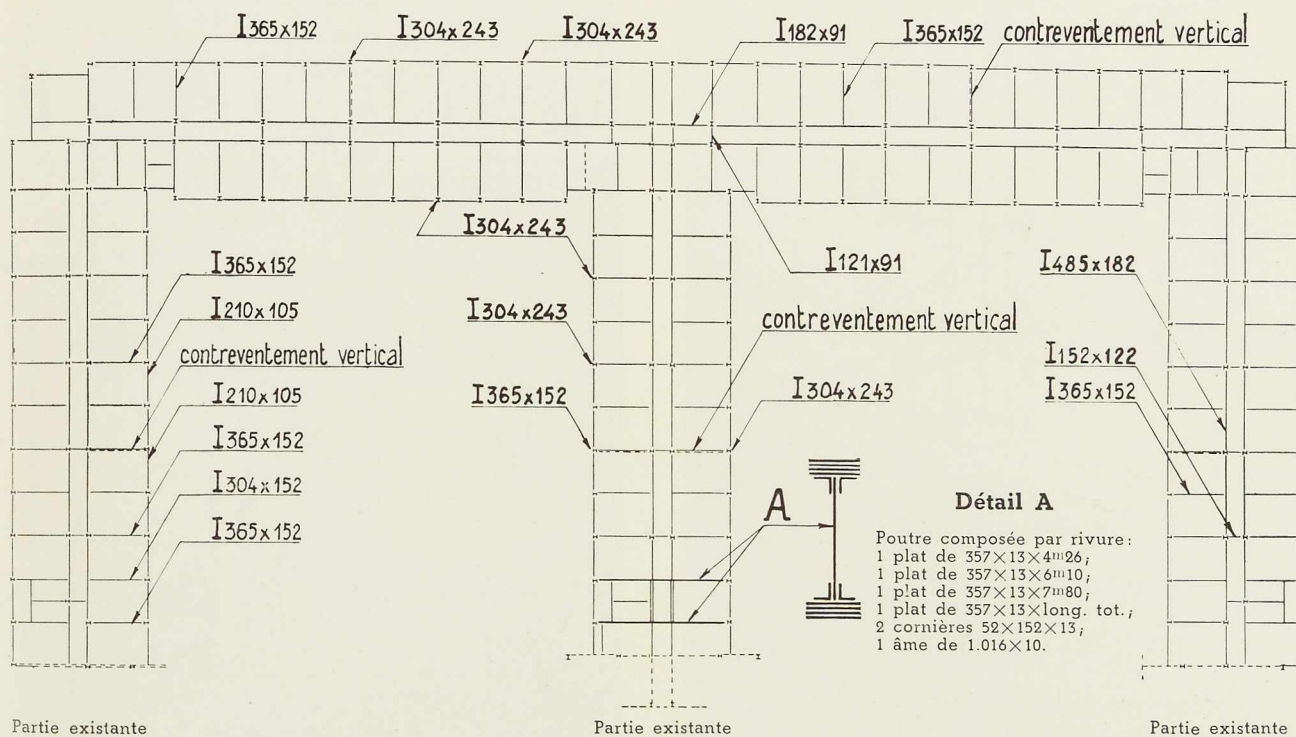 I365x152
I304x243
I304x243
I182x91
I365x152
contreventement vertical
I304x243
I121x91
I485x182
I365x152
I210x105
I304x243
contreventement vertical
contreventement vertical
I152x122
I210x105
I365x152
I304x243
I365x152
I365x152
I304x152
I365x152
A
Détail A
Poutre composée par rivure:
1 plat de 357×13×4m26;
1 plat de 357×13×6m10;
1 plat de 357×13×7m80;
1 plat de 357×13×long. tot.;
2 cornières 52×152×13;
1 âme de 1.016×10.
Partie existante
Partie existante
Partie existante